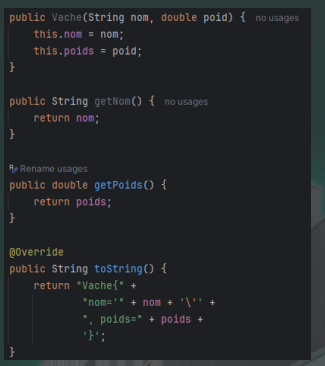 public Vache(String nom, double poid) { no usages
this.nom = nom;
this.poids = poid;
}
public String getNom() { no usages
return nom;
}
Rename usages
public double getPoids() {
return poids;
}
@Override
public String toString() {
return "Vache{" +
"nom='" + nom + '\'' +
", poids=" + poids +
'}';
}